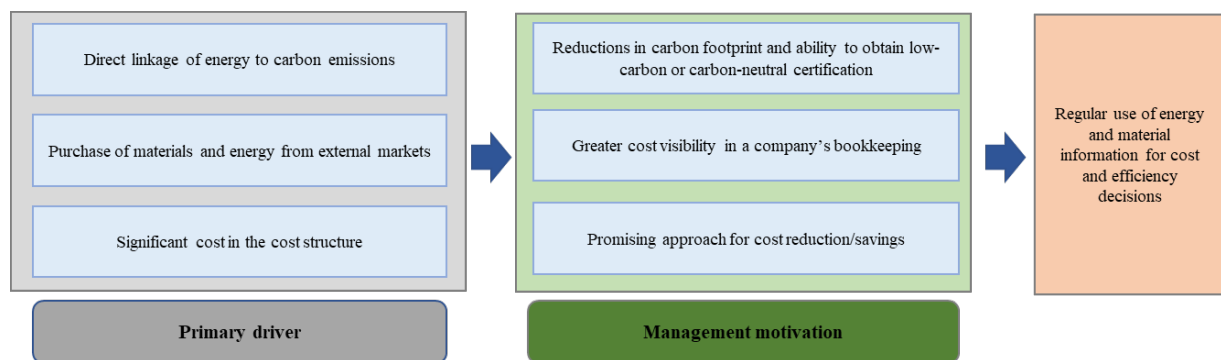 Direct linkage of energy to carbon emissions
Purchase of materials and energy from external markets
Significant cost in the cost structure
Primary driver
Reductions in carbon footprint and ability to obtain low-
carbon or carbon-neutral certification
Greater cost visibility in a company's bookkeeping
Promising approach for cost reduction/savings
Management motivation
Regular use of energy
and material
information for cost
and efficiency
decisions